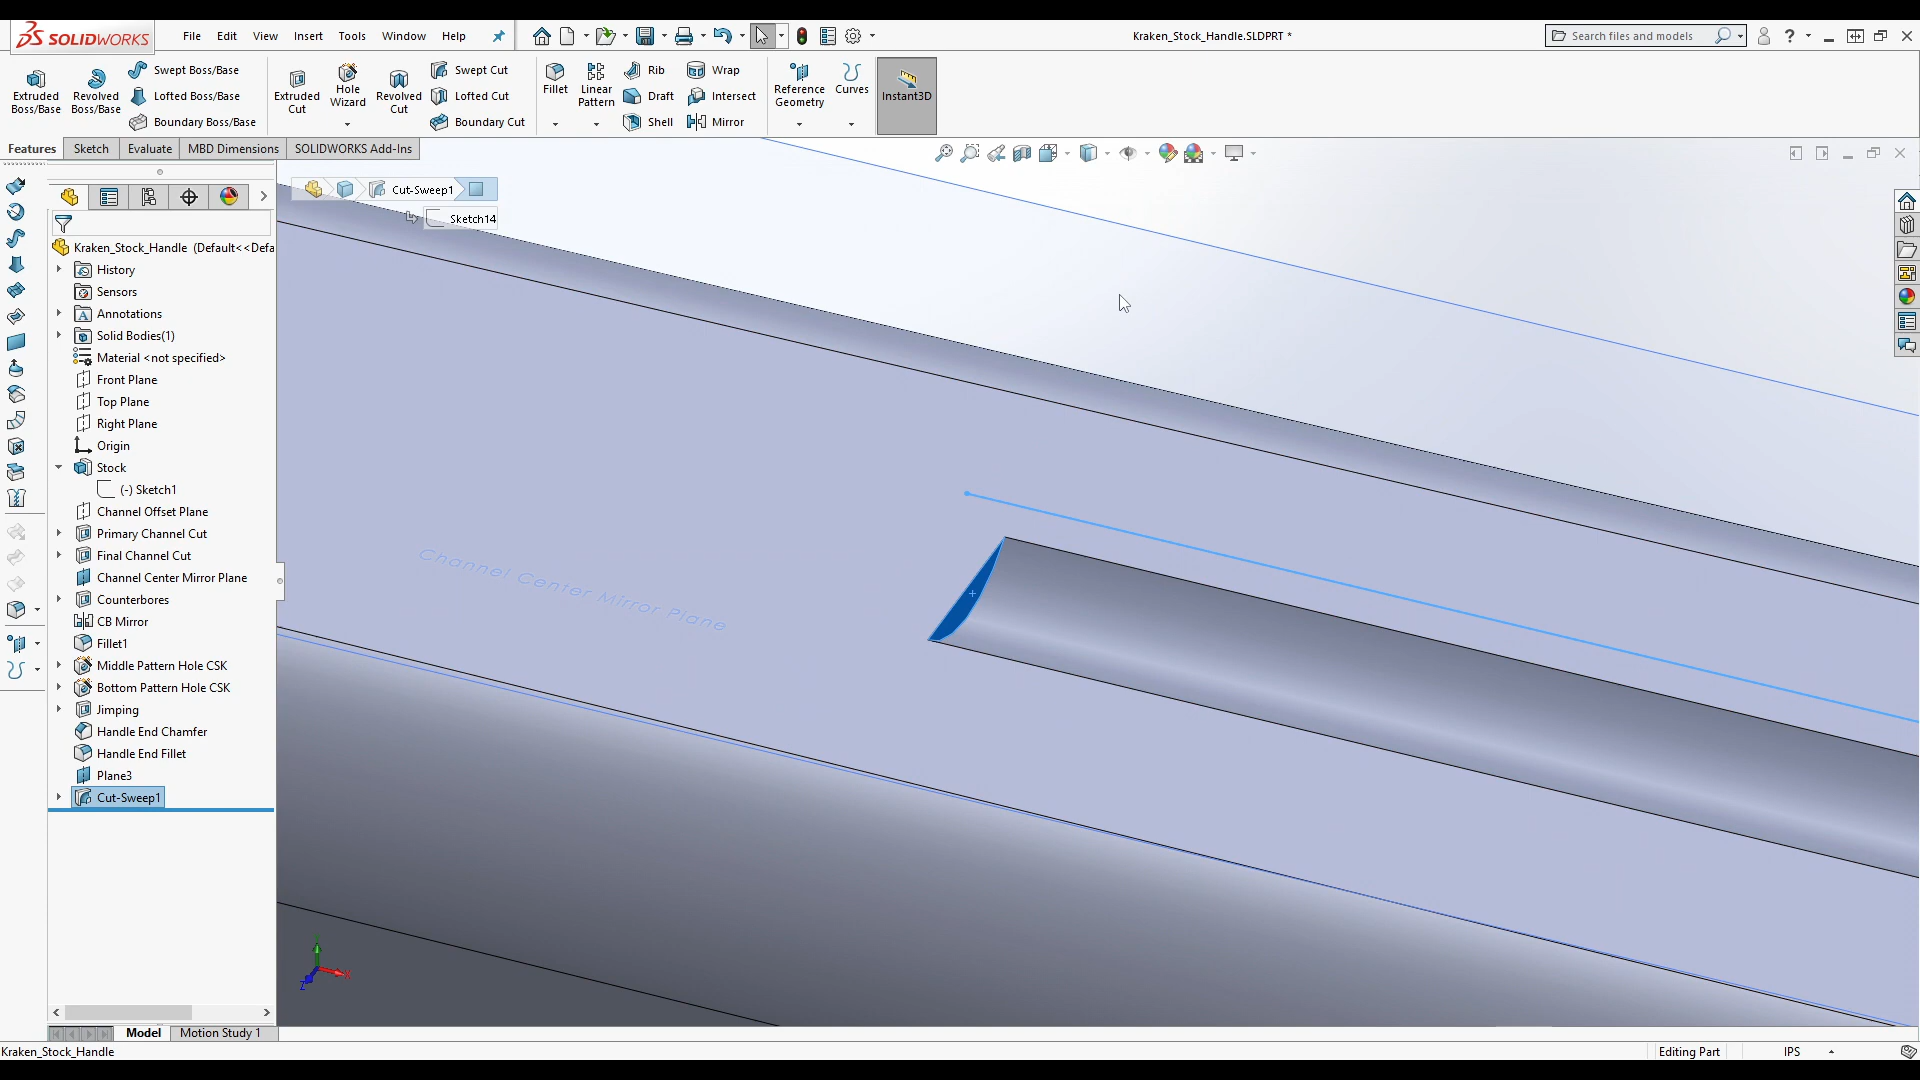 SOLIDWORKS
File Edit View Insert Tools Window Help
Kraken_Stock_Handle.SLDPRT *
Search files and models
?
Extruded Boss/Base
Revolved Boss/Base
Swept Boss/Base
Lofted Boss/Base
Boundary Boss/Base
Extruded Cut
Hole Wizard
Revolved Cut
Swept Cut
Lofted Cut
Boundary Cut
Fillet
Linear Pattern
Rib
Draft
Shell
Wrap
Intersect
Mirror
Reference Geometry
Curves
Instant3D
Features Sketch Evaluate MBD Dimensions SOLIDWORKS Add-Ins
Cut-Sweep1
Sketch14
Kraken_Stock_Handle (Default<<Defa
History
Sensors
Annotations
Solid Bodies(1)
Material <not specified>
Front Plane
Top Plane
Right Plane
Origin
Stock
(-) Sketch1
Channel Offset Plane
Primary Channel Cut
Final Channel Cut
Channel Center Mirror Plane
Counterbores
CB Mirror
Fillet1
Middle Pattern Hole CSK
Bottom Pattern Hole CSK
Jimping
Handle End Chamfer
Handle End Fillet
Plane3
Cut-Sweep1
Channel Center Mirror Plane
Z
Model Motion Study 1
Kraken_Stock_Handle
Editing Part
IPS